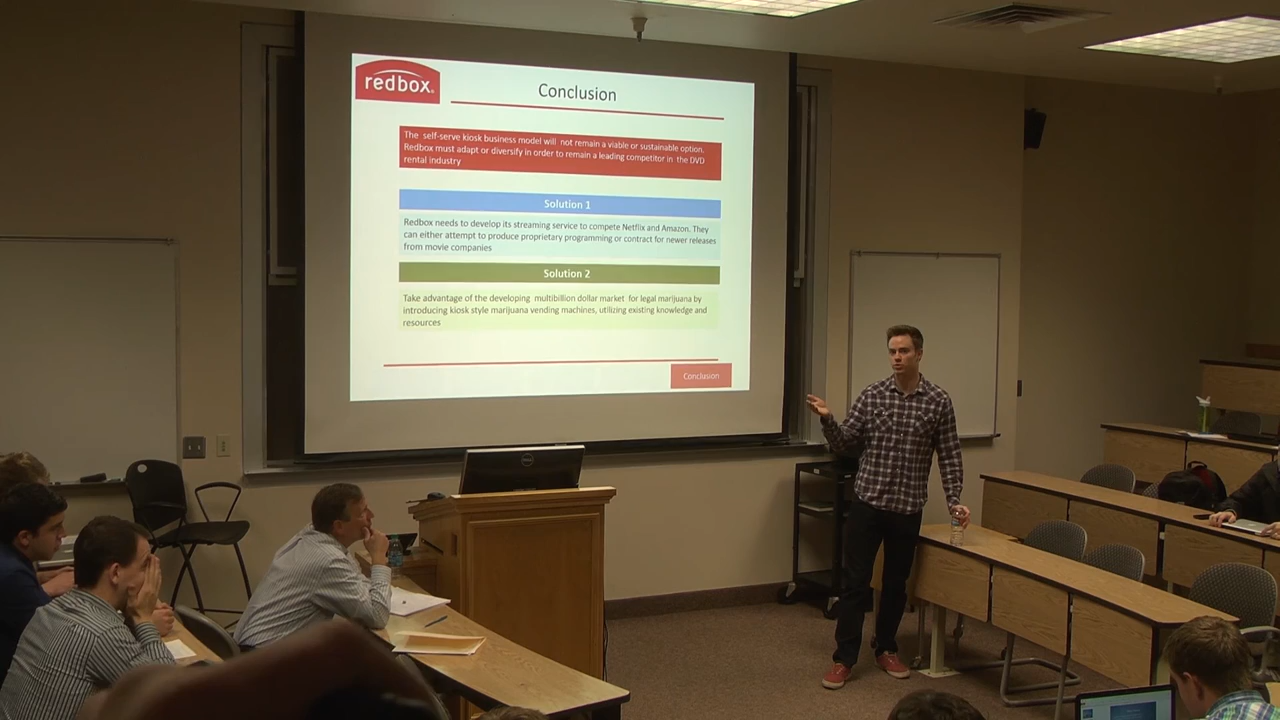 redbox.
Conclusion
The self-serve kiosk business model will not remain a viable or sustainable option.
Redbox must adapt or diversify in order to remain a leading competitor in the DVD
rental industry
Solution 1
Redbox needs to develop its streaming service to compete Netflix and Amazon. They
can either attempt to produce proprietary programming or contract for newer releases
from movie companies
Solution 2
Take advantage of the developing multibillion dollar market for legal marijuana by
introducing kiosk style marijuana vending machines, utilizing existing knowledge and
resources
Conclusion
DELL